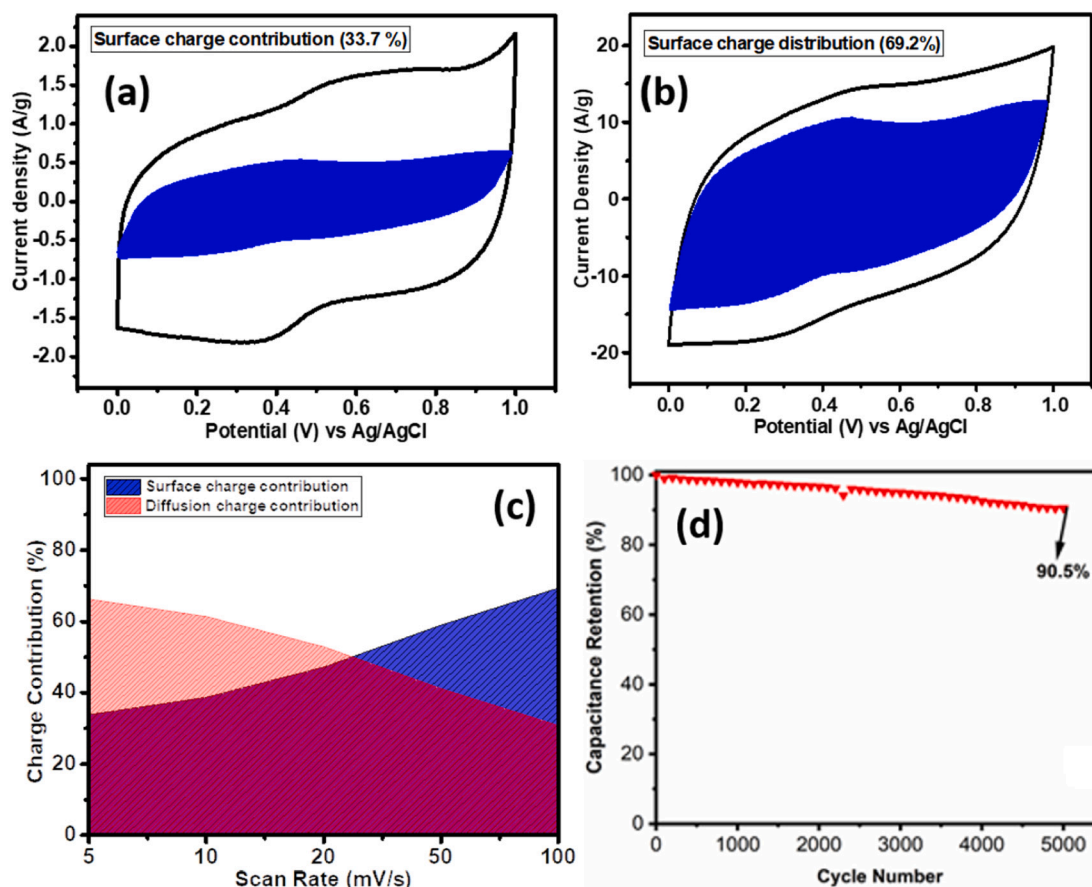 Surface charge contribution (33.7 %)
(a)
2.0
1.5
1.0
0.5
0.0
-0.5
-1.0
-1.5
2.0
Current density (A/g)
0.0 0.2 0.4 0.6 0.8 1.0
Potential (V) vs Ag/AgCl
Surface charge distribution (69.2%)
(b)
20
10
0
-10
-20
Current Density (A/g)
0.0 0.2 0.4 0.6 0.8 1.0
Potential (V) vs Ag/AgCl
Surface charge contribution
Diffusion charge contribution
(c)
100
80
60
40
20
0
Charge Contribution (%)
5 10 20 50 100
Scan Rate (mV/s)
(d)
100
80
60
40
20
0
Capacitance Retention (%)
90.5%
0 1000 2000 3000 4000 5000
Cycle Number